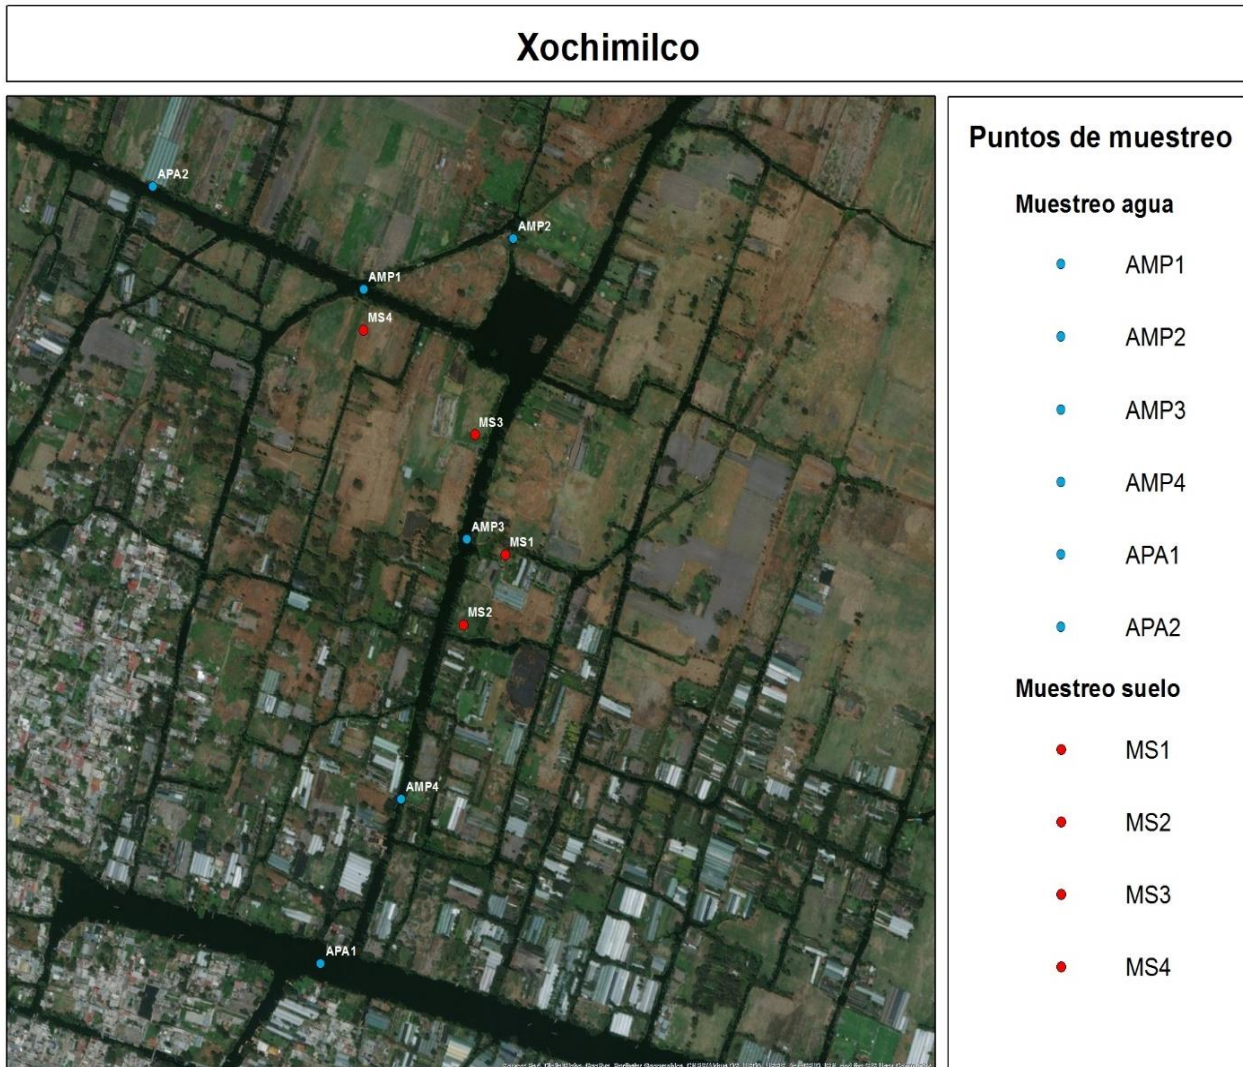 Xochimilco
APA2
AMP2
AMP1
MS4
MS3
AMP3
MS1
MS2
AMP4
APA1
Puntos de muestreo
Muestreo agua
AMP1
AMP2
AMP3
AMP4
APA1
APA2
Muestreo suelo
MS1
MS2
MS3
MS4